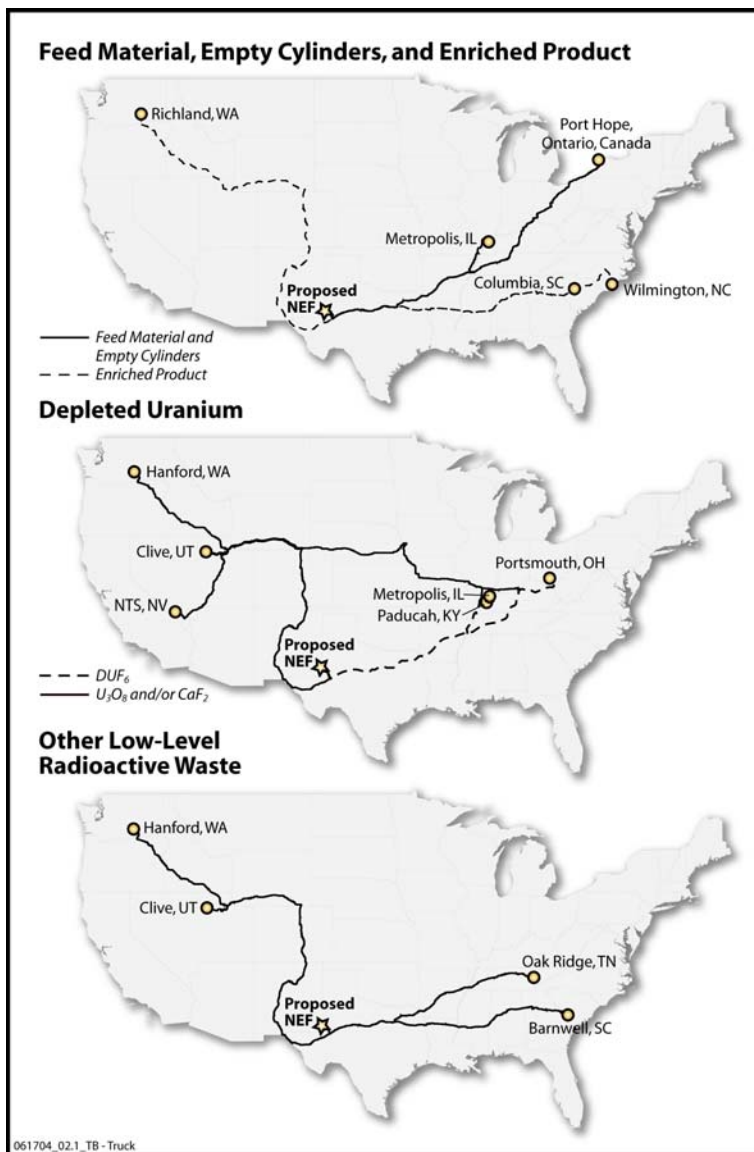 Feed Material, Empty Cylinders, and Enriched Product
Richland, WA
Port Hope,
Ontario, Canada
Metropolis, IL
Columbia, SC
Wilmington, NC
Proposed
NEF
Feed Material and
Empty Cylinders
Enriched Product
Depleted Uranium
Hanford, WA
Clive, UT
Portsmouth, OH
Metropolis, IL
NTS, NV
Paducah, KY
Proposed
NEF
DUF₆
U₃O₈ and/or CaF₂
Other Low-Level
Radioactive Waste
Hanford, WA
Clive, UT
Oak Ridge, TN
Proposed
NEF
Barnwell, SC
061704_02.1_TB - Truck